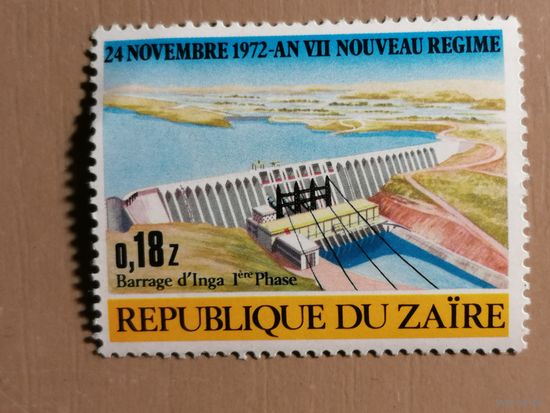 24 NOVEMBRE 1972-AN VII NOUVEAU REGIME
0,18 Z
Barrage d'Inga 1ère Phase
REPUBLIQUE DU ZAÏRE